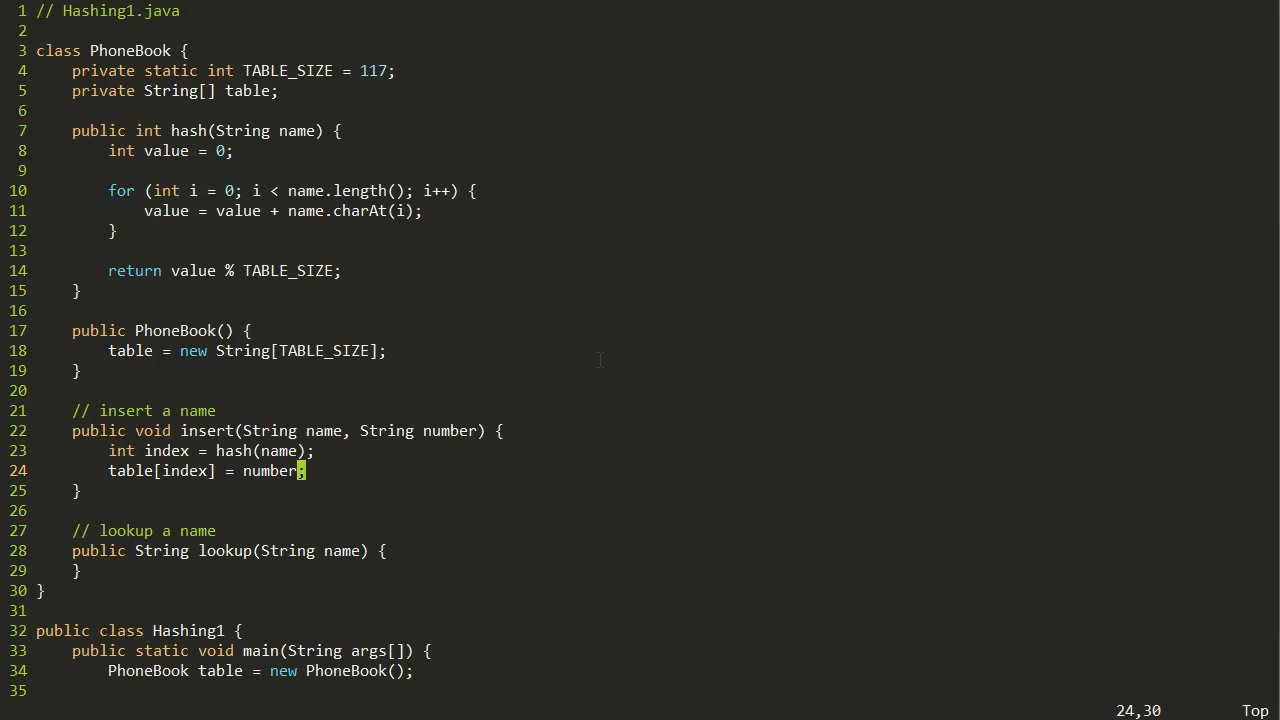 1 // Hashing1.java
2
3 class PhoneBook {
4     private static int TABLE_SIZE = 117;
5     private String[] table;
6
7     public int hash(String name) {
8         int value = 0;
9
10         for (int i = 0; i < name.length(); i++) {
11             value = value + name.charAt(i);
12         }
13
14         return value % TABLE_SIZE;
15     }
16
17     public PhoneBook() {
18         table = new String[TABLE_SIZE];
19     }
20
21     // insert a name
22     public void insert(String name, String number) {
23         int index = hash(name);
24         table[index] = number;
25     }
26
27     // lookup a name
28     public String lookup(String name) {
29     }
30 }
31
32 public class Hashing1 {
33     public static void main(String args[]) {
34         PhoneBook table = new PhoneBook();
35
24,30 Top